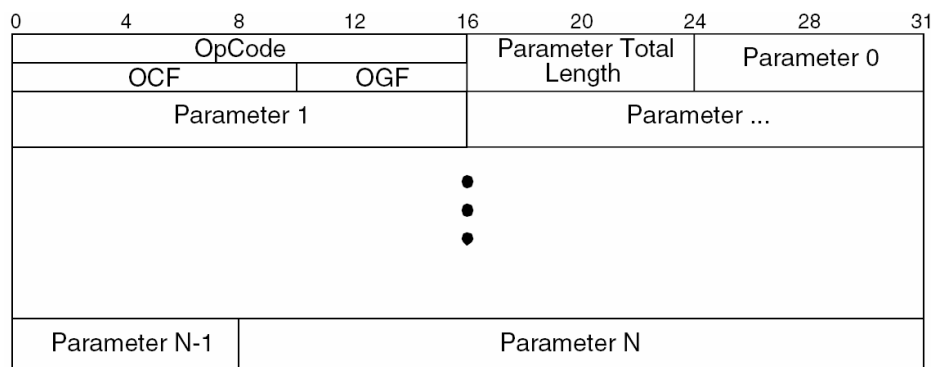 0 4 8 12 16 20 24 28 31
OpCode
Parameter Total
Length
Parameter 0
OCF
OGF
Parameter 1
Parameter ...
Parameter N-1
Parameter N